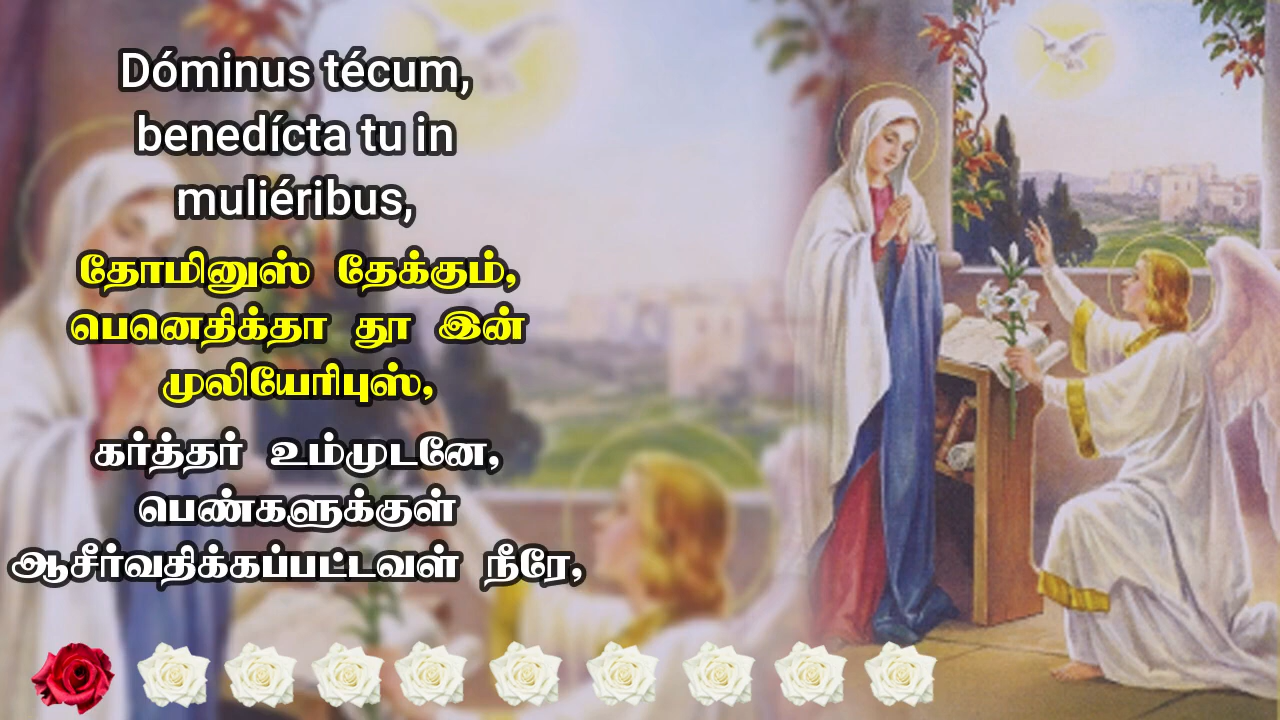 Dóminus técum,
benedícta tu in
muliéribus,
தோமினுஸ் தேக்கும்,
பெனெதிக்தா தூ இன்
முலியேரிபுஸ்,
கர்த்தர் உம்முடனே,
பெண்களுக்குள்
ஆசீர்வதிக்கப்பட்டவள் நீரே,